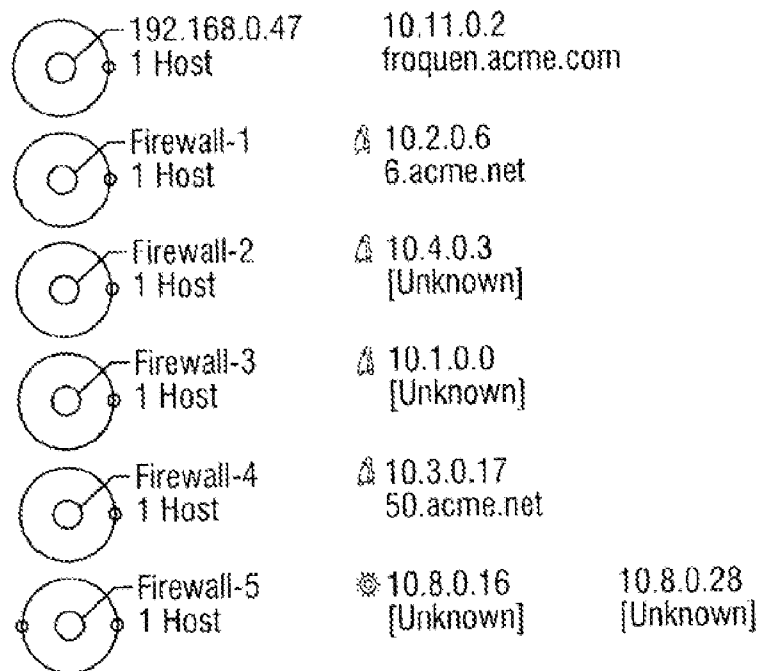 192.168.0.47 10.11.0.2
1 Host froquen.acme.com
Firewall-1 10.2.0.6
1 Host 6.acme.net
Firewall-2 10.4.0.3
1 Host [Unknown]
Firewall-3 10.1.0.0
1 Host [Unknown]
Firewall-4 10.3.0.17
1 Host 50.acme.net
Firewall-5 10.8.0.16 10.8.0.28
1 Host [Unknown] [Unknown]